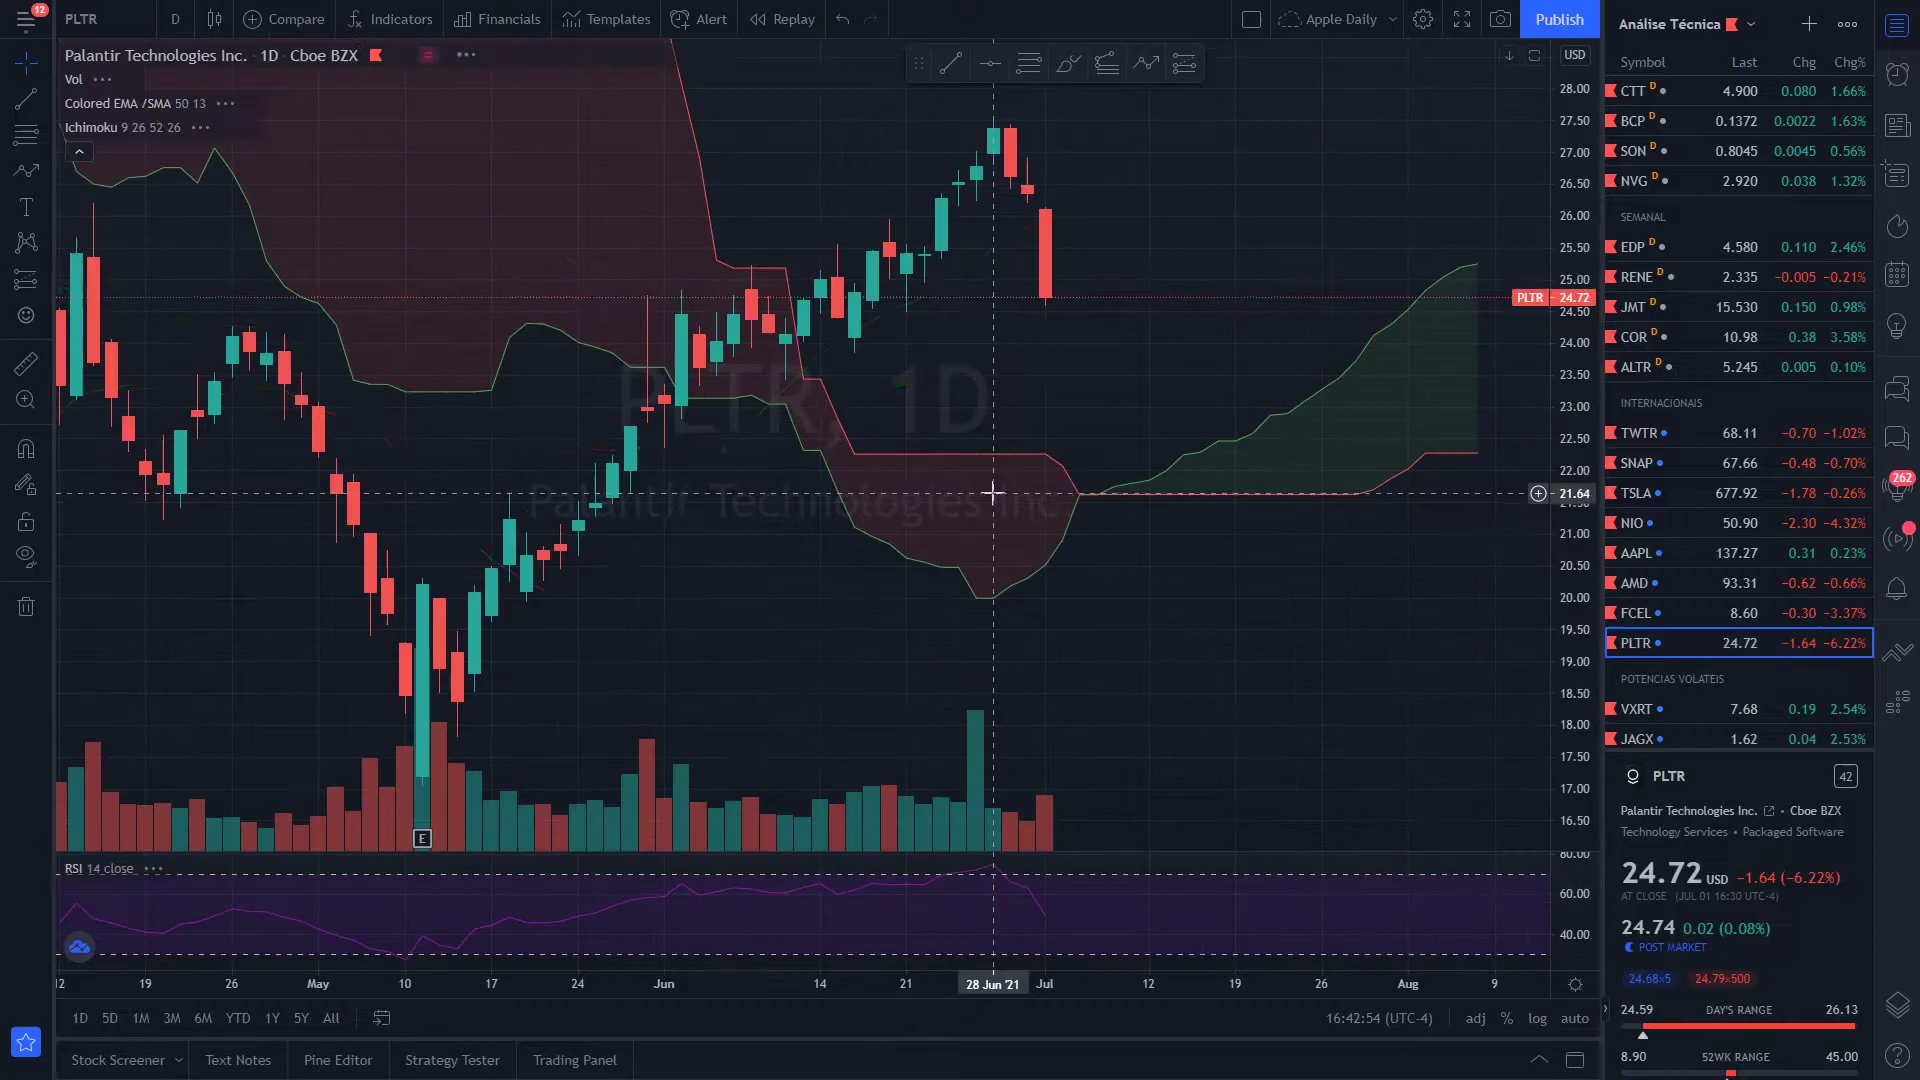 12
PLTR
D
Compare
Indicators
Financials
Templates
Alert
Replay
Apple Daily
Publish
Palantir Technologies Inc. · 1D · Cboe BZX
Vol
Colored EMA /SMA 50 13
Ichimoku 9 26 52 26
PLTR, 1D
Palantir Technologies Inc
USD
28.00
27.50
27.00
26.50
26.00
25.50
25.00
PLTR 24.72
24.50
24.00
23.50
23.00
22.50
22.00
21.64
21.00
20.50
20.00
19.50
19.00
18.50
18.00
17.50
17.00
16.50
E
RSI 14 close
80.00
60.00
40.00
12 19 26 May 10 17 24 Jun 14 21 28 Jun '21 Jul 12 19 26 Aug 9
1D 5D 1M 3M 6M YTD 1Y 5Y All
16:42:54 (UTC-4) adj % log auto
Stock Screener Text Notes Pine Editor Strategy Tester Trading Panel
Análise Técnica
Symbol Last Chg Chg%
CTT D 4.900 0.080 1.66%
BCP D 0.1372 0.0022 1.63%
SON D 0.8045 0.0045 0.56%
NVG D 2.920 0.038 1.32%
SEMANAL
EDP D 4.580 0.110 2.46%
RENE D 2.335 −0.005 −0.21%
JMT D 15.530 0.150 0.98%
COR D 10.98 0.38 3.58%
ALTR D 5.245 0.005 0.10%
INTERNACIONAIS
TWTR 68.11 −0.70 −1.02%
SNAP 67.66 −0.48 −0.70%
TSLA 677.92 −1.78 −0.26%
NIO 50.90 −2.30 −4.32%
AAPL 137.27 0.31 0.23%
AMD 93.31 −0.62 −0.66%
FCEL 8.60 −0.30 −3.37%
PLTR 24.72 −1.64 −6.22%
POTENCIAS VOLATEIS
VXRT 7.68 0.19 2.54%
JAGX 1.62 0.04 2.53%
PLTR 42
Palantir Technologies Inc. • Cboe BZX
Technology Services • Packaged Software
24.72 USD −1.64 (−6.22%)
AT CLOSE (JUL 01 16:30 UTC-4)
24.74 0.02 (0.08%)
POST MARKET
24.68×5 24.79×500
24.59 DAY'S RANGE 26.13
8.90 52WK RANGE 45.00
262